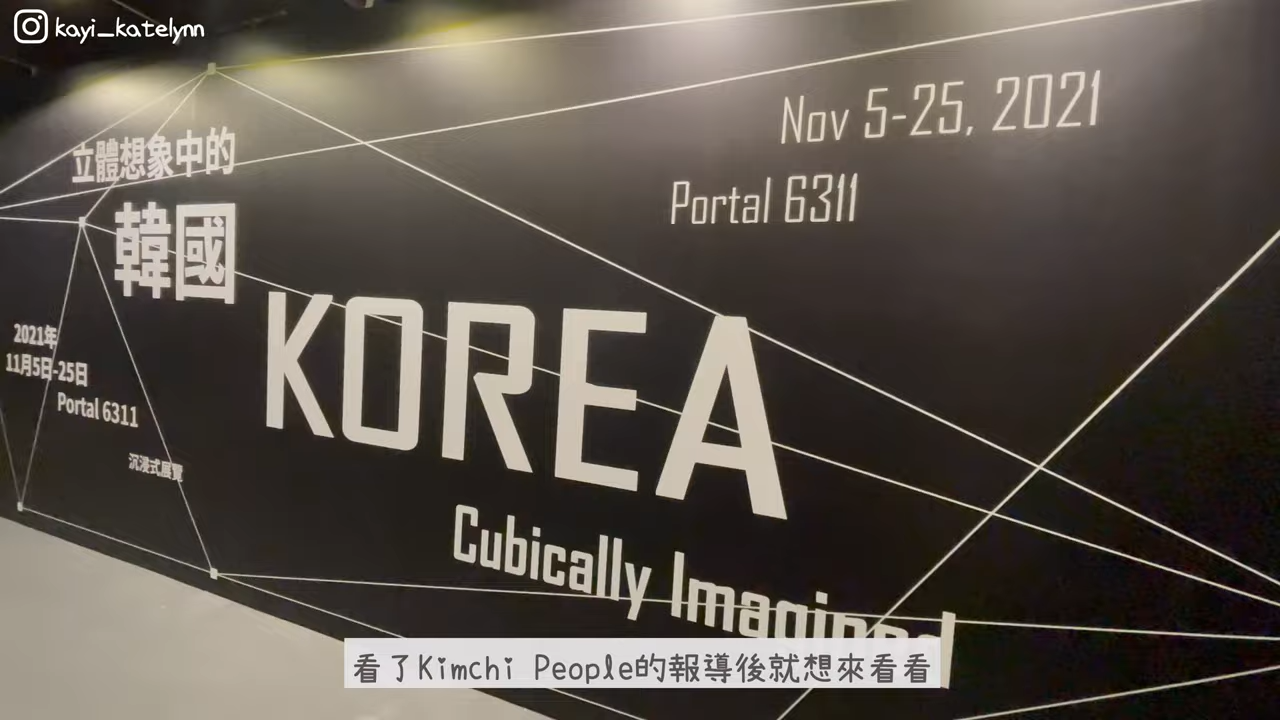 kayi_katelynn
立體想象中的
韓國
2021年
11月5日-25日
Portal 6311
沉浸式展覽
Nov 5-25, 2021
Portal 6311
KOREA
Cubically Imagined
看了Kimchi People的報導後就想來看看